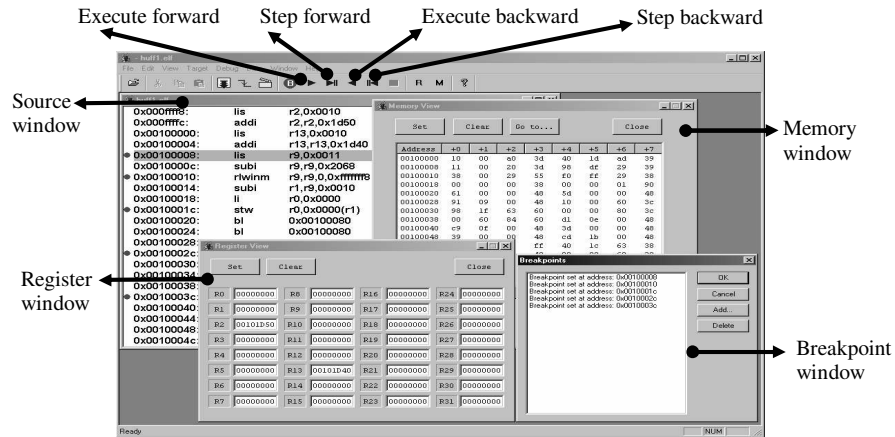 Execute forward
Step forward
Execute backward
Step backward
- huff1.elf
File Edit View Target Debug Window
R M
Source
window
0x000ffff8: lis r2,0x0010
0x000ffffc: addi r2,r2,0x1d50
0x00100000: lis r13,0x0010
0x00100004: addi r13,r13,0x1d40
0x00100008: lis r9,0x0011
0x0010000c: subi r9,r9,0x2068
0x00100010: rlwinm r9,r9,0,0xffffffff8
0x00100014: subi r1,r9,0x0010
0x00100018: li r0,0x0000
0x0010001c: stw r0,0x0000(r1)
0x00100020: bl 0x00100080
0x00100024: bl 0x00100080
0x00100028:
0x0010002c:
0x00100030:
0x00100034:
0x00100038:
0x0010003c:
0x00100040:
0x00100044:
0x00100048:
0x0010004c:
Memory View
Set Clear Go to... Close
Address +0 +1 +2 +3 +4 +5 +6 +7
00100000 10 00 a0 3d 40 1d ad 39
00100008 11 00 20 3d 98 df 29 39
00100010 38 00 29 55 f0 ff 29 38
00100018 00 00 00 38 00 00 01 90
00100020 61 00 00 48 5d 00 00 48
00100028 91 09 00 48 10 00 60 3c
00100030 98 1f 63 60 00 00 80 3c
00100038 00 60 84 60 d1 0e 00 48
00100040 c9 0f 00 48 3d 00 00 48
00100048 39 00 00 48 cd 1b 00 48
ff 40 1c 63 38
Memory
window
Register View
Set Clear Close
R0 00000000 R8 00000000 R16 00000000 R24 00000000
R1 00000000 R9 00000000 R17 00000000 R25 00000000
R2 00101D50 R10 00000000 R18 00000000 R26 00000000
R3 00000000 R11 00000000 R19 00000000 R27 00000000
R4 00000000 R12 00000000 R20 00000000 R28 00000000
R5 00000000 R13 00101D40 R21 00000000 R29 00000000
R6 00000000 R14 00000000 R22 00000000 R30 00000000
R7 00000000 R15 00000000 R23 00000000 R31 00000000
Register
window
Breakpoints
Breakpoint set at address: 0x00100008
Breakpoint set at address: 0x00100010
Breakpoint set at address: 0x0010001c
Breakpoint set at address: 0x0010002c
Breakpoint set at address: 0x0010003c
OK
Cancel
Add...
Delete
Breakpoint
window
Ready
NUM